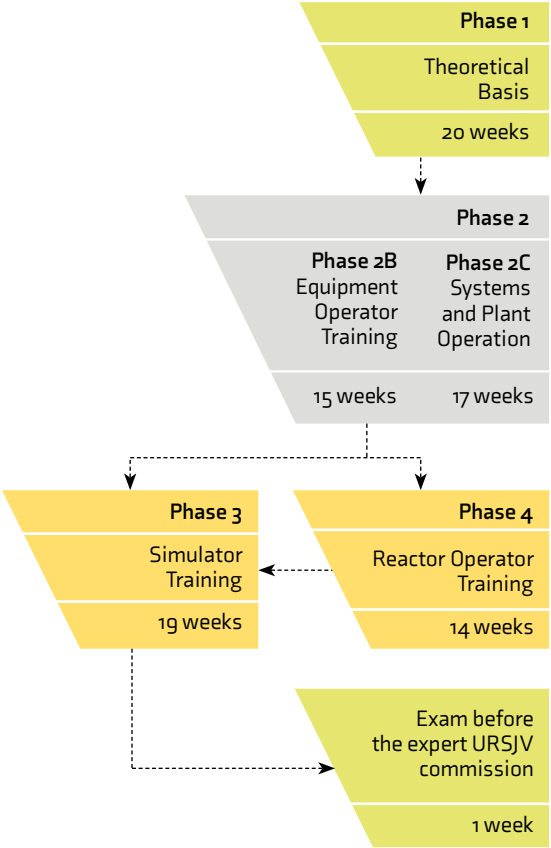 Phase 1
Theoretical
Basis
20 weeks
Phase 2
Phase 2B
Equipment
Operator
Training
15 weeks
Phase 2C
Systems
and Plant
Operation
17 weeks
Phase 3
Simulator
Training
19 weeks
Phase 4
Reactor Operator
Training
14 weeks
Exam before
the expert URSJV
commission
1 week